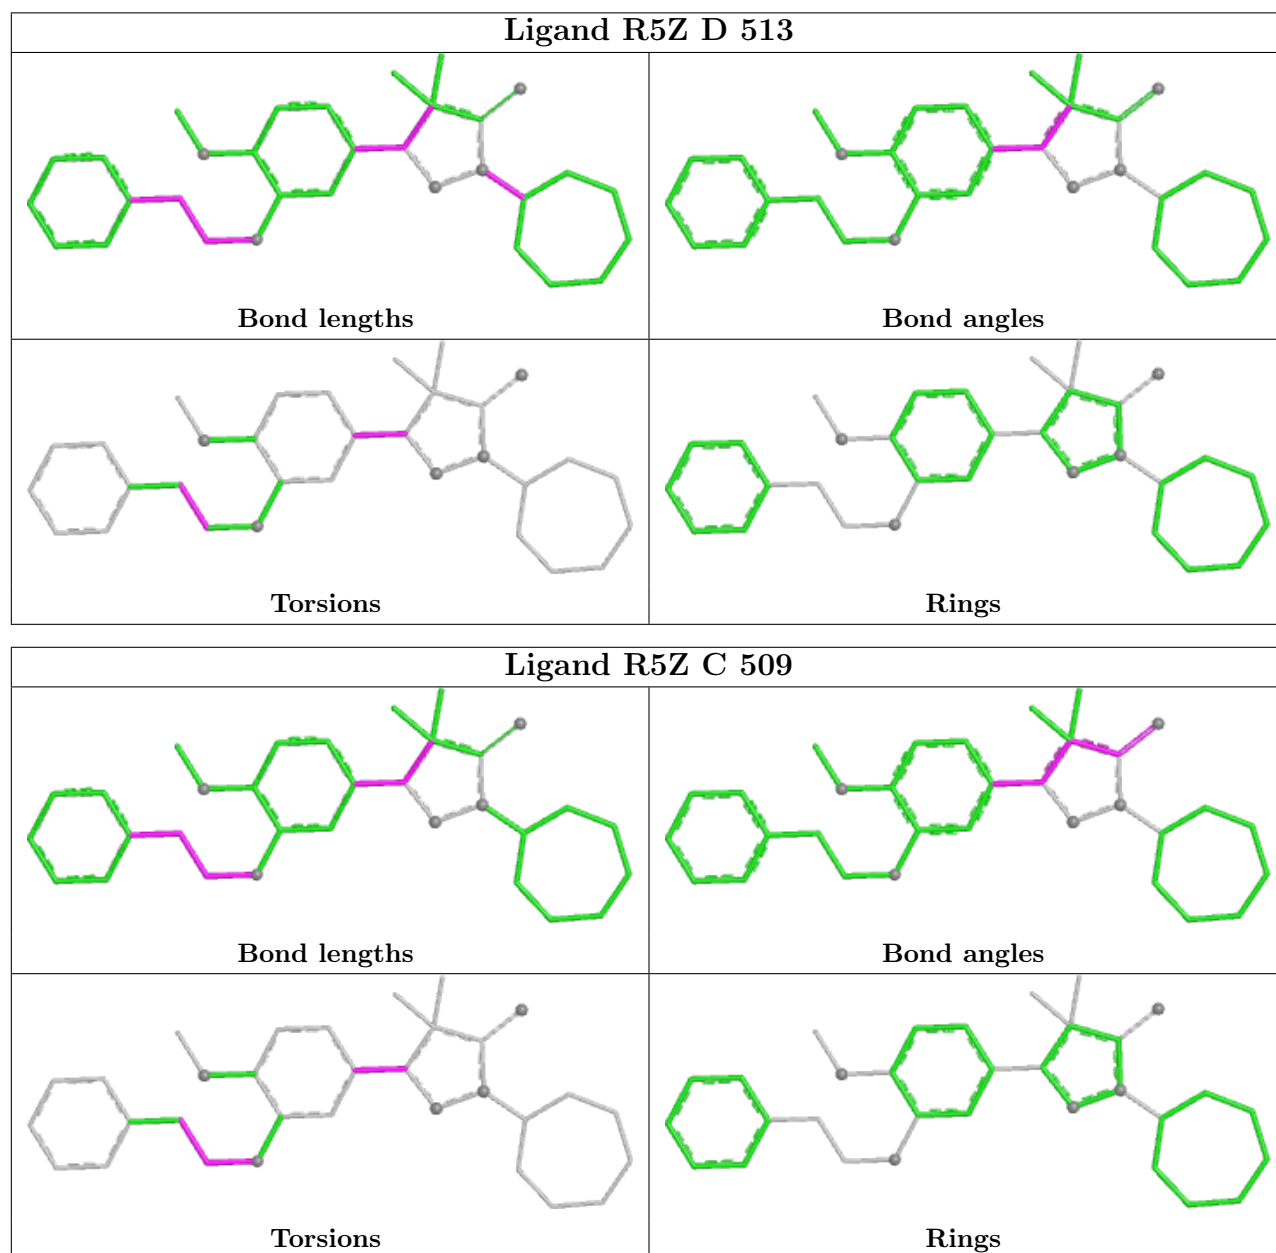 Ligand R5Z D 513
Bond lengths
Bond angles
Torsions
Rings
Ligand R5Z C 509
Bond lengths
Bond angles
Torsions
Rings